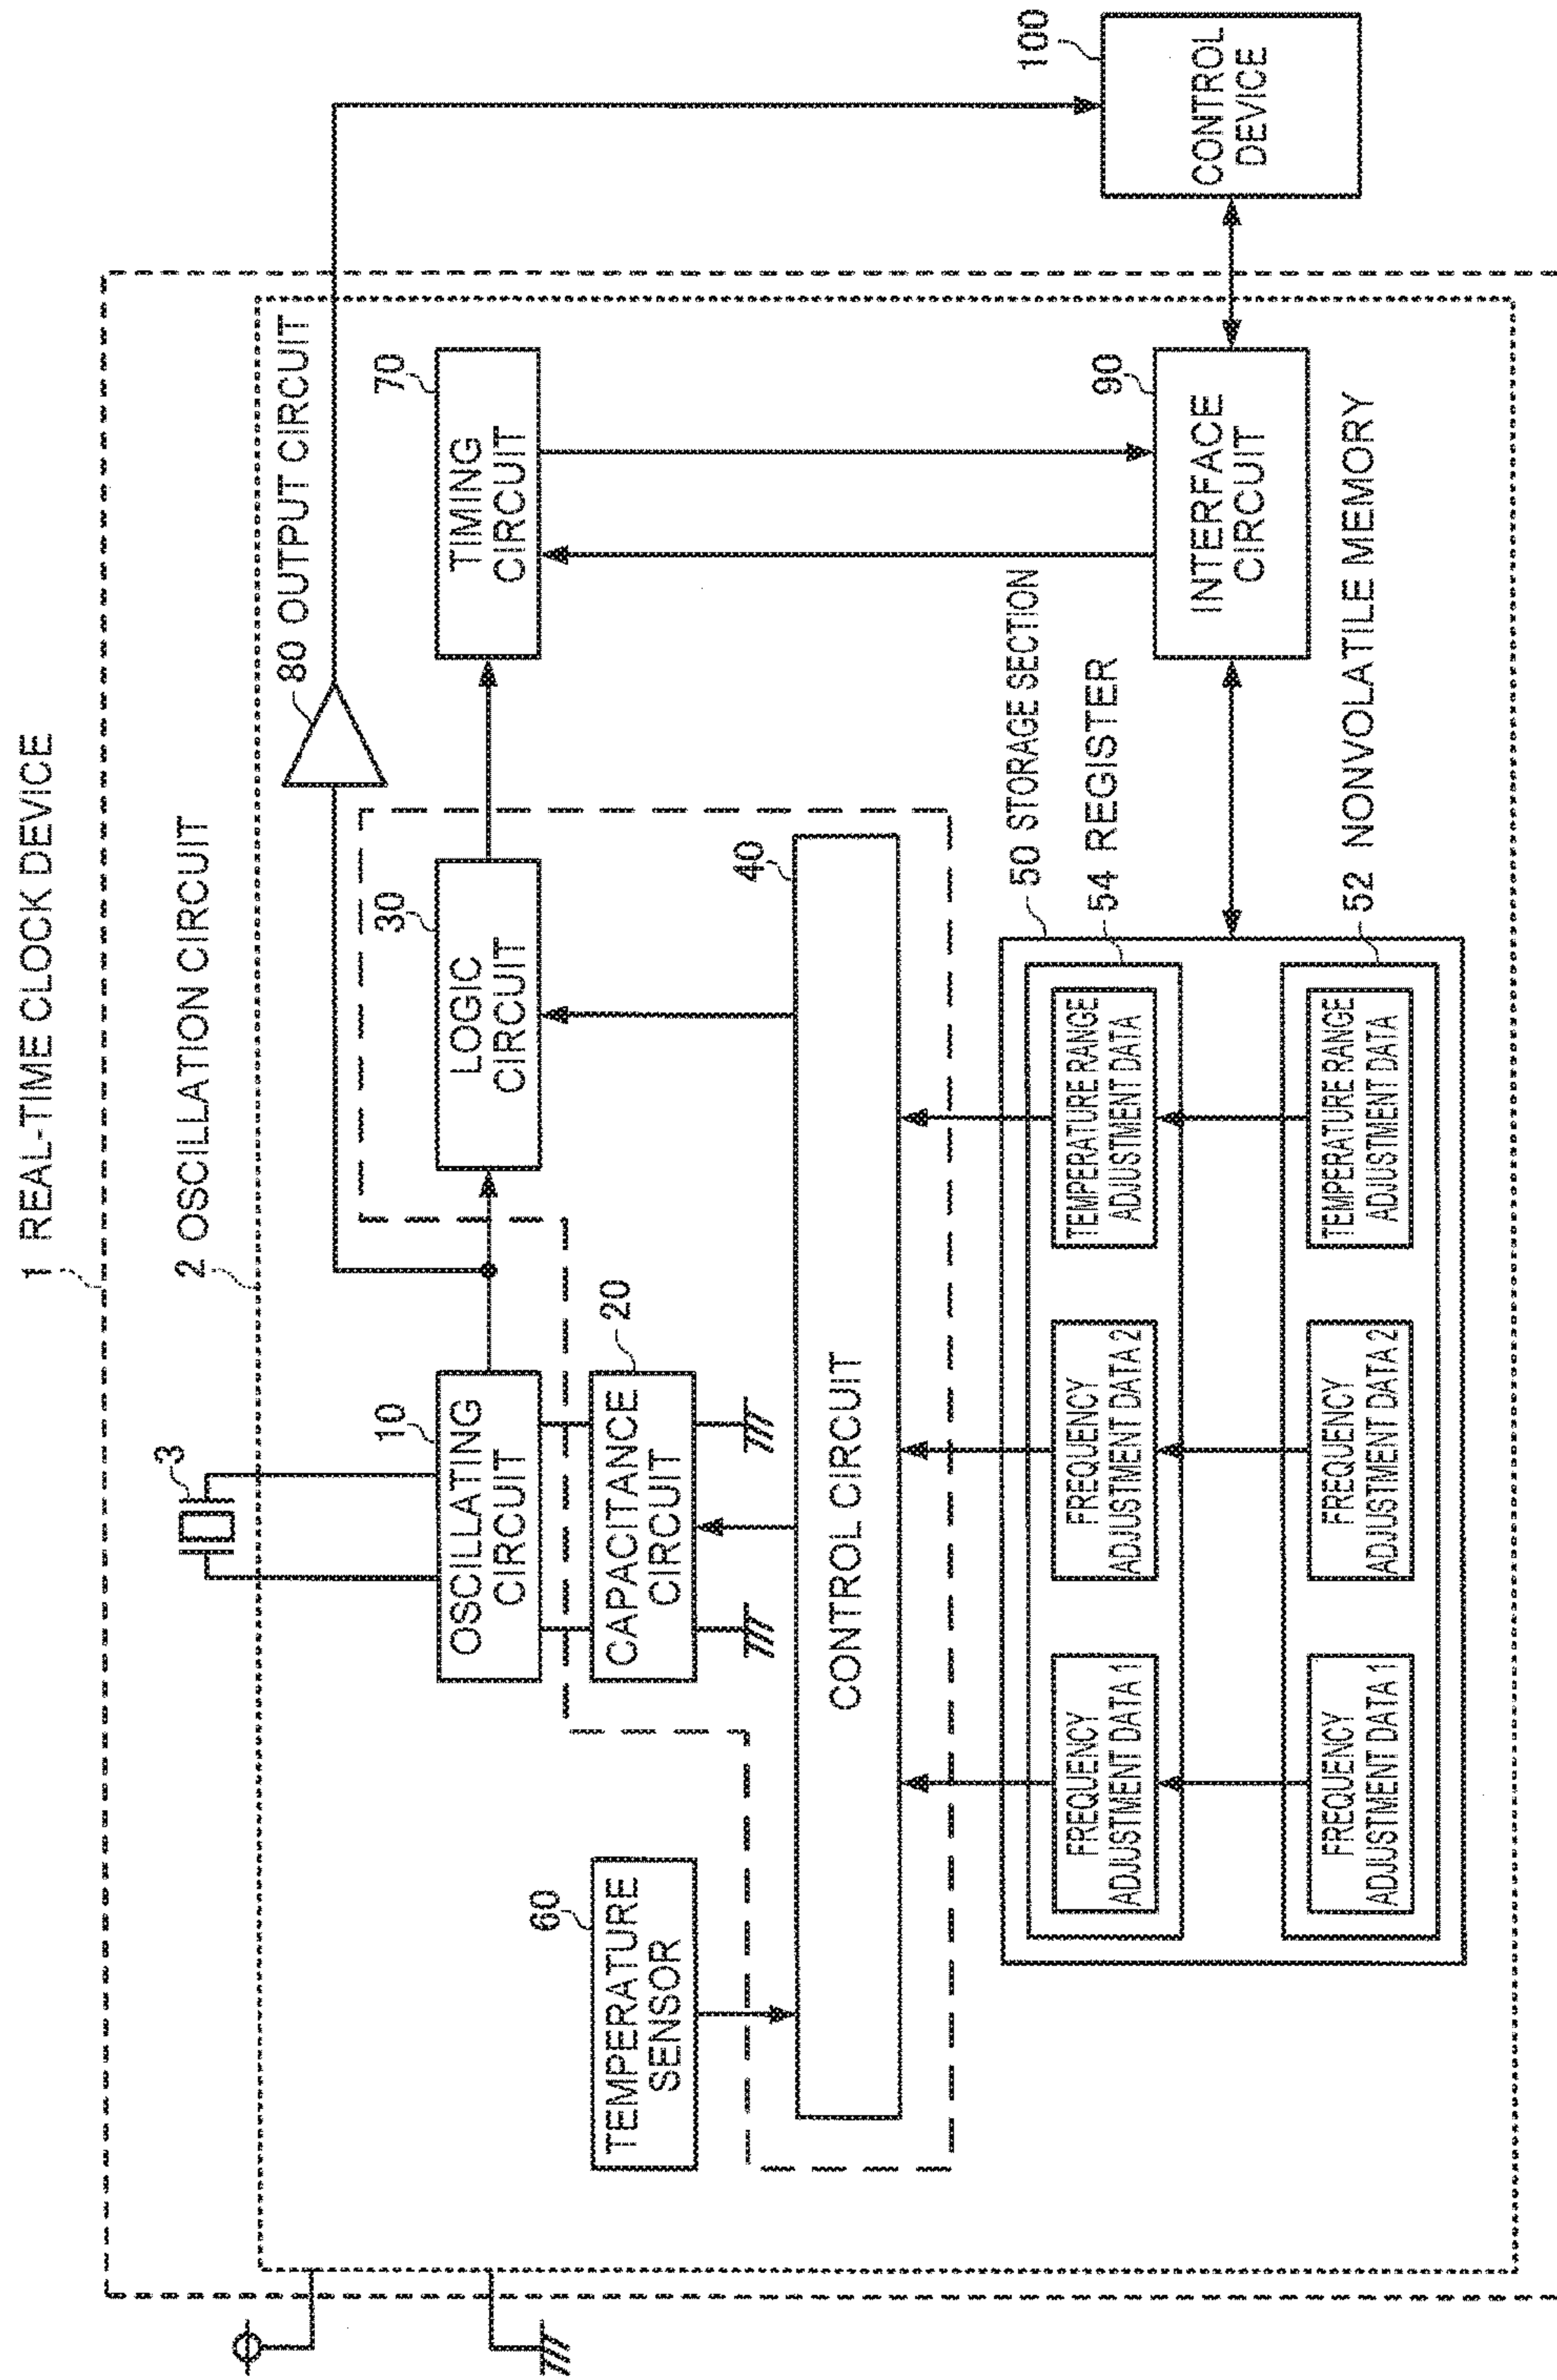 1 REAL-TIME CLOCK DEVICE
2 OSCILLATION CIRCUIT
3
80 OUTPUT CIRCUIT
10
OSCILLATING
CIRCUIT
30
LOGIC
CIRCUIT
70
TIMING
CIRCUIT
60
TEMPERATURE
SENSOR
20
CAPACITANCE
CIRCUIT
40
CONTROL CIRCUIT
100
CONTROL
DEVICE
50 STORAGE SECTION
54 REGISTER
FREQUENCY
ADJUSTMENT DATA 1
FREQUENCY
ADJUSTMENT DATA 2
TEMPERATURE RANGE
ADJUSTMENT DATA
90
INTERFACE
CIRCUIT
52 NONVOLATILE MEMORY
FREQUENCY
ADJUSTMENT DATA 1
FREQUENCY
ADJUSTMENT DATA 2
TEMPERATURE RANGE
ADJUSTMENT DATA